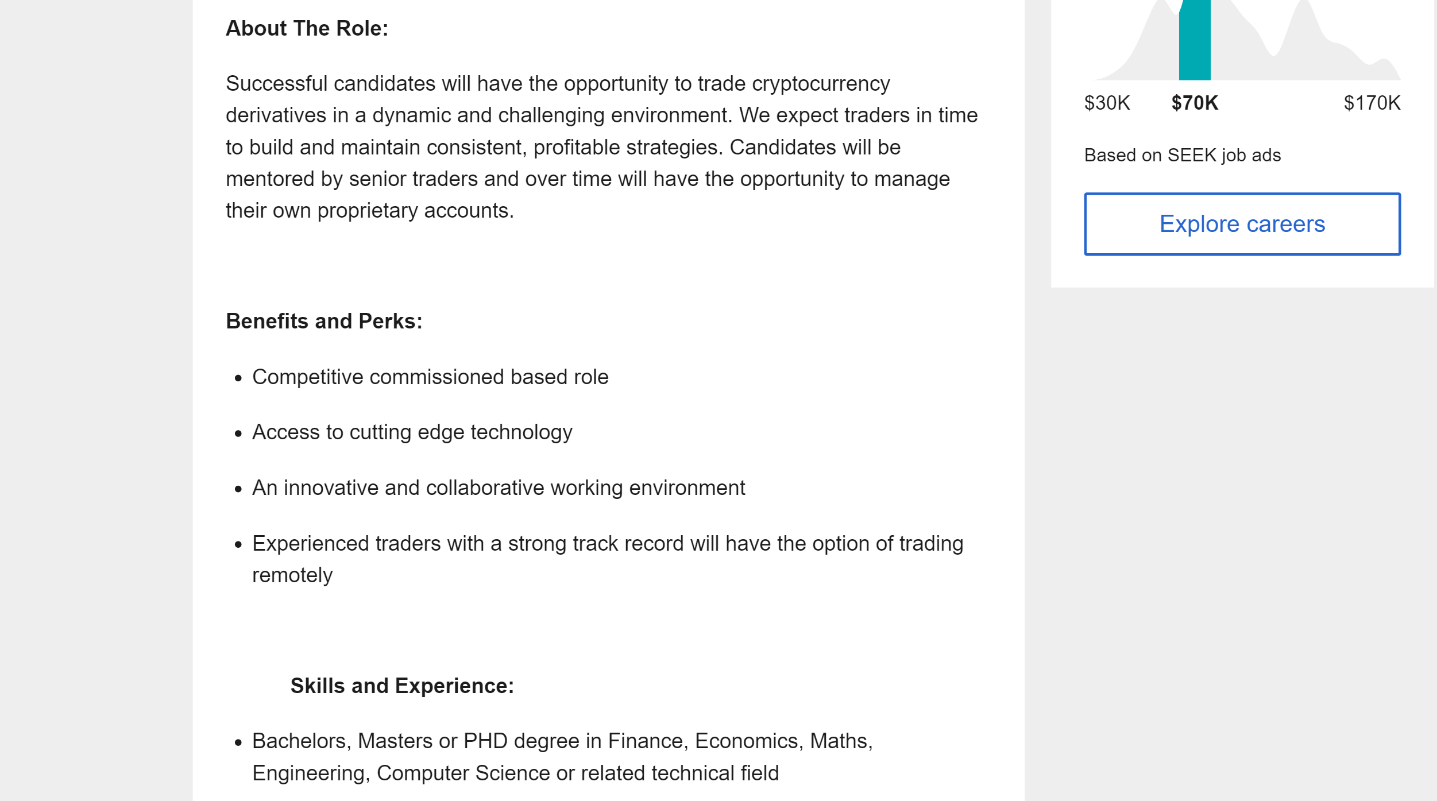 About The Role:
Successful candidates will have the opportunity to trade cryptocurrency
derivatives in a dynamic and challenging environment. We expect traders in time
to build and maintain consistent, profitable strategies. Candidates will be
mentored by senior traders and over time will have the opportunity to manage
their own proprietary accounts.
Benefits and Perks:
• Competitive commissioned based role
• Access to cutting edge technology
• An innovative and collaborative working environment
• Experienced traders with a strong track record will have the option of trading
remotely
Skills and Experience:
• Bachelors, Masters or PHD degree in Finance, Economics, Maths,
Engineering, Computer Science or related technical field
$30K $70K $170K
Based on SEEK job ads
Explore careers